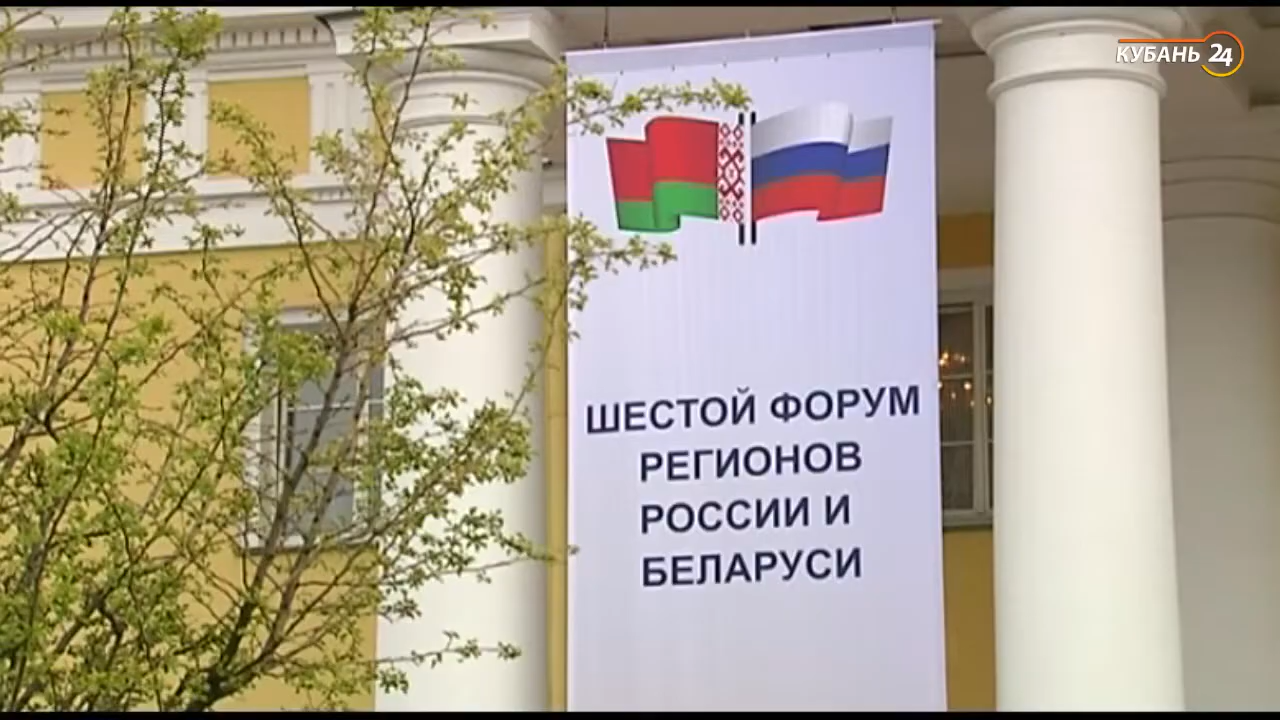 КУБАНЬ 24
ШЕСТОЙ ФОРУМ
РЕГИОНОВ
РОССИИ И
БЕЛАРУСИ